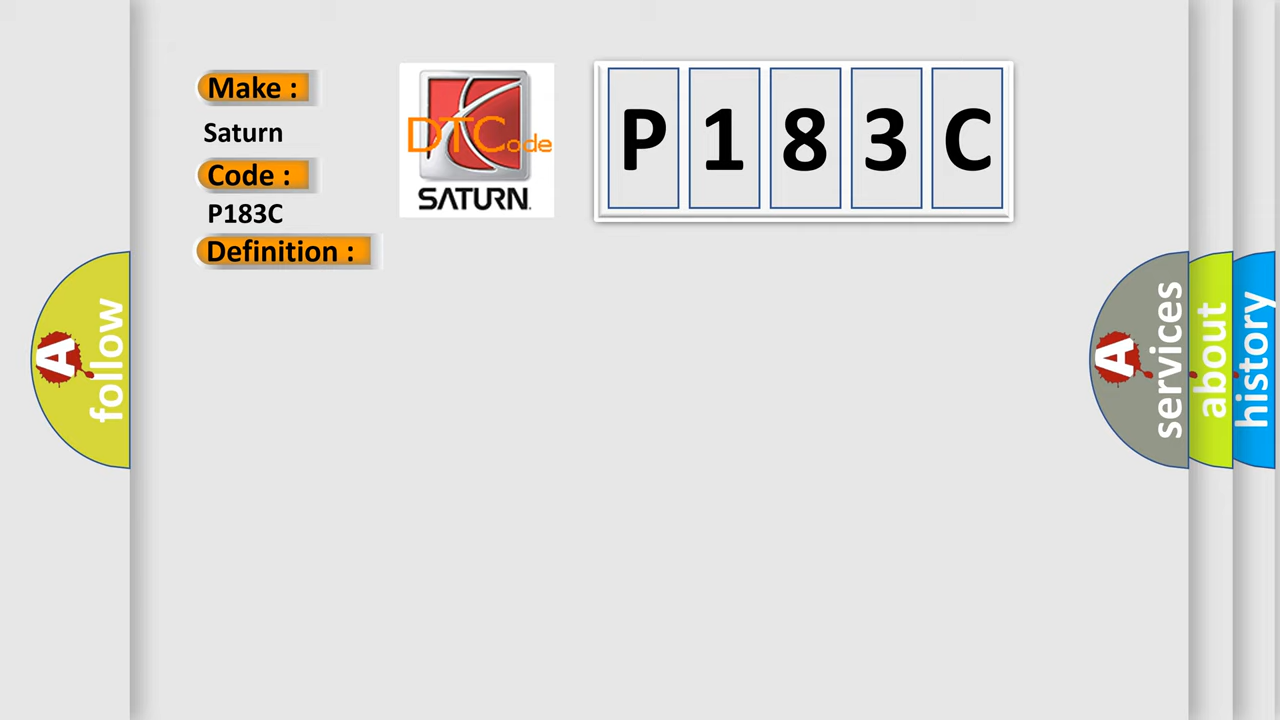 Make :
Saturn
Code :
P183C
Definition :
DTCode
SATURN.
P 1 8 3 C
A follow
A services
about
history